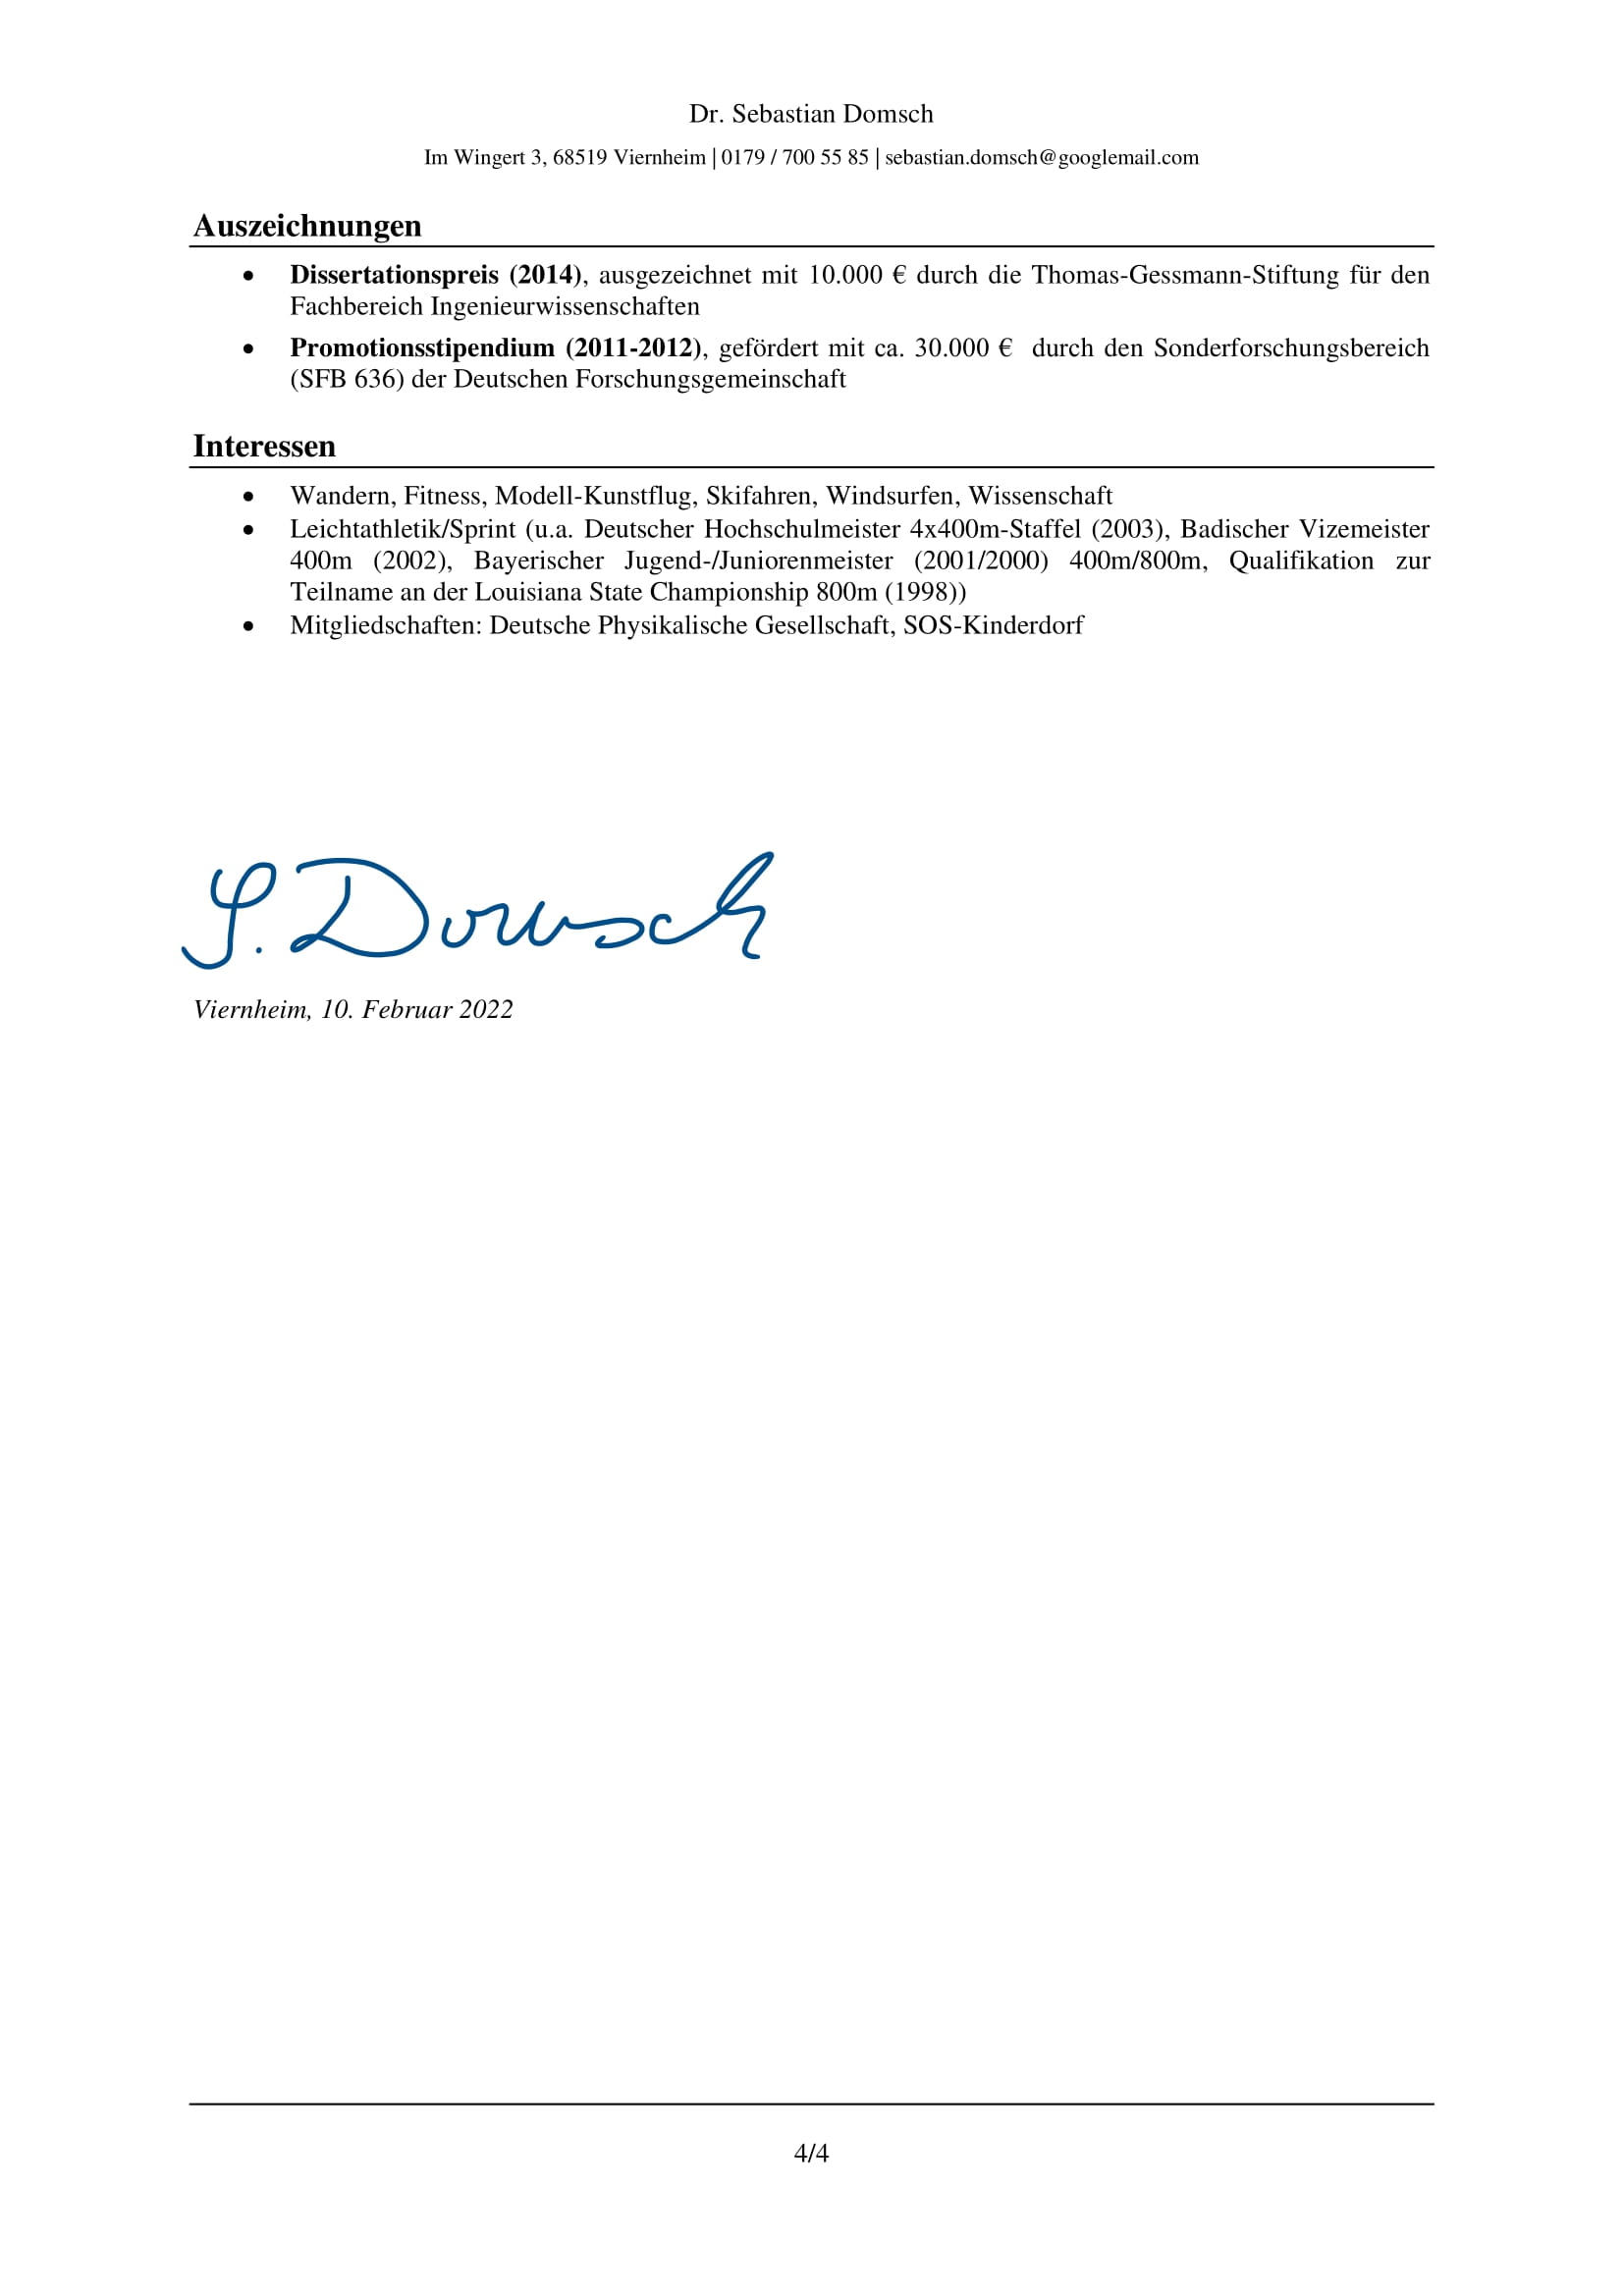 Dr. Sebastian Domsch
Im Wingert 3, 68519 Viernheim | 0179 / 700 55 85 | sebastian.domsch@googlemail.com
Auszeichnungen
• Dissertationspreis (2014), ausgezeichnet mit 10.000 € durch die Thomas-Gessmann-Stiftung für den
Fachbereich Ingenieurwissenschaften
• Promotionsstipendium (2011-2012), gefördert mit ca. 30.000 € durch den Sonderforschungsbereich
(SFB 636) der Deutschen Forschungsgemeinschaft
Interessen
• Wandern, Fitness, Modell-Kunstflug, Skifahren, Windsurfen, Wissenschaft
• Leichtathletik/Sprint (u.a. Deutscher Hochschulmeister 4x400m-Staffel (2003), Badischer Vizemeister
400m (2002), Bayerischer Jugend-/Juniorenmeister (2001/2000) 400m/800m, Qualifikation zur
Teilname an der Louisiana State Championship 800m (1998))
• Mitgliedschaften: Deutsche Physikalische Gesellschaft, SOS-Kinderdorf
S. Domsch
Viernheim, 10. Februar 2022
4/4